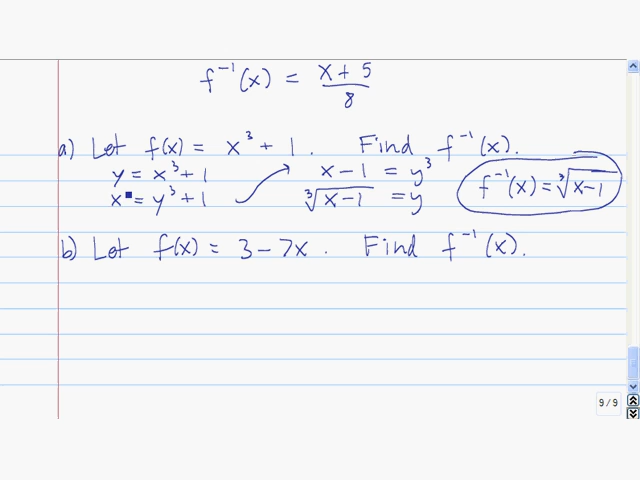 f⁻¹(x) = (x + 5)/8
a) Let f(x) = x³ + 1. Find f⁻¹(x).
y = x³ + 1
x = y³ + 1
x − 1 = y³
∛(x − 1) = y
f⁻¹(x) = ∛(x − 1)
b) Let f(x) = 3 − 7x. Find f⁻¹(x).
9/9